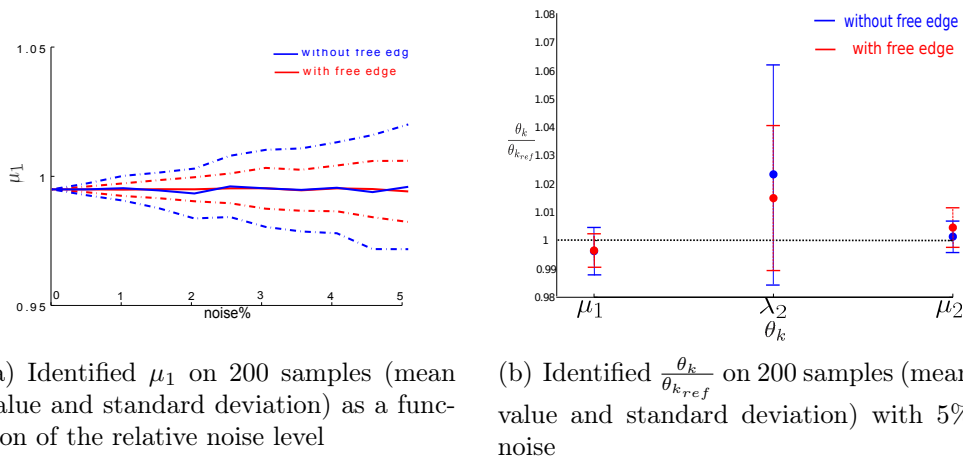 1.05
without free edg
with free edge
μ1
1
0.95
0 1 2 3 4 5
noise%
1.08
without free edge
1.07
with free edge
1.06
1.05
1.04
θk/θkref
1.03
1.02
1.01
1
0.99
0.98
μ1 λ2 μ2
θk
) Identified μ1 on 200 samples (mean
alue and standard deviation) as a func-
ion of the relative noise level
(b) Identified θk/θkref on 200 samples (mean
value and standard deviation) with 5%
noise